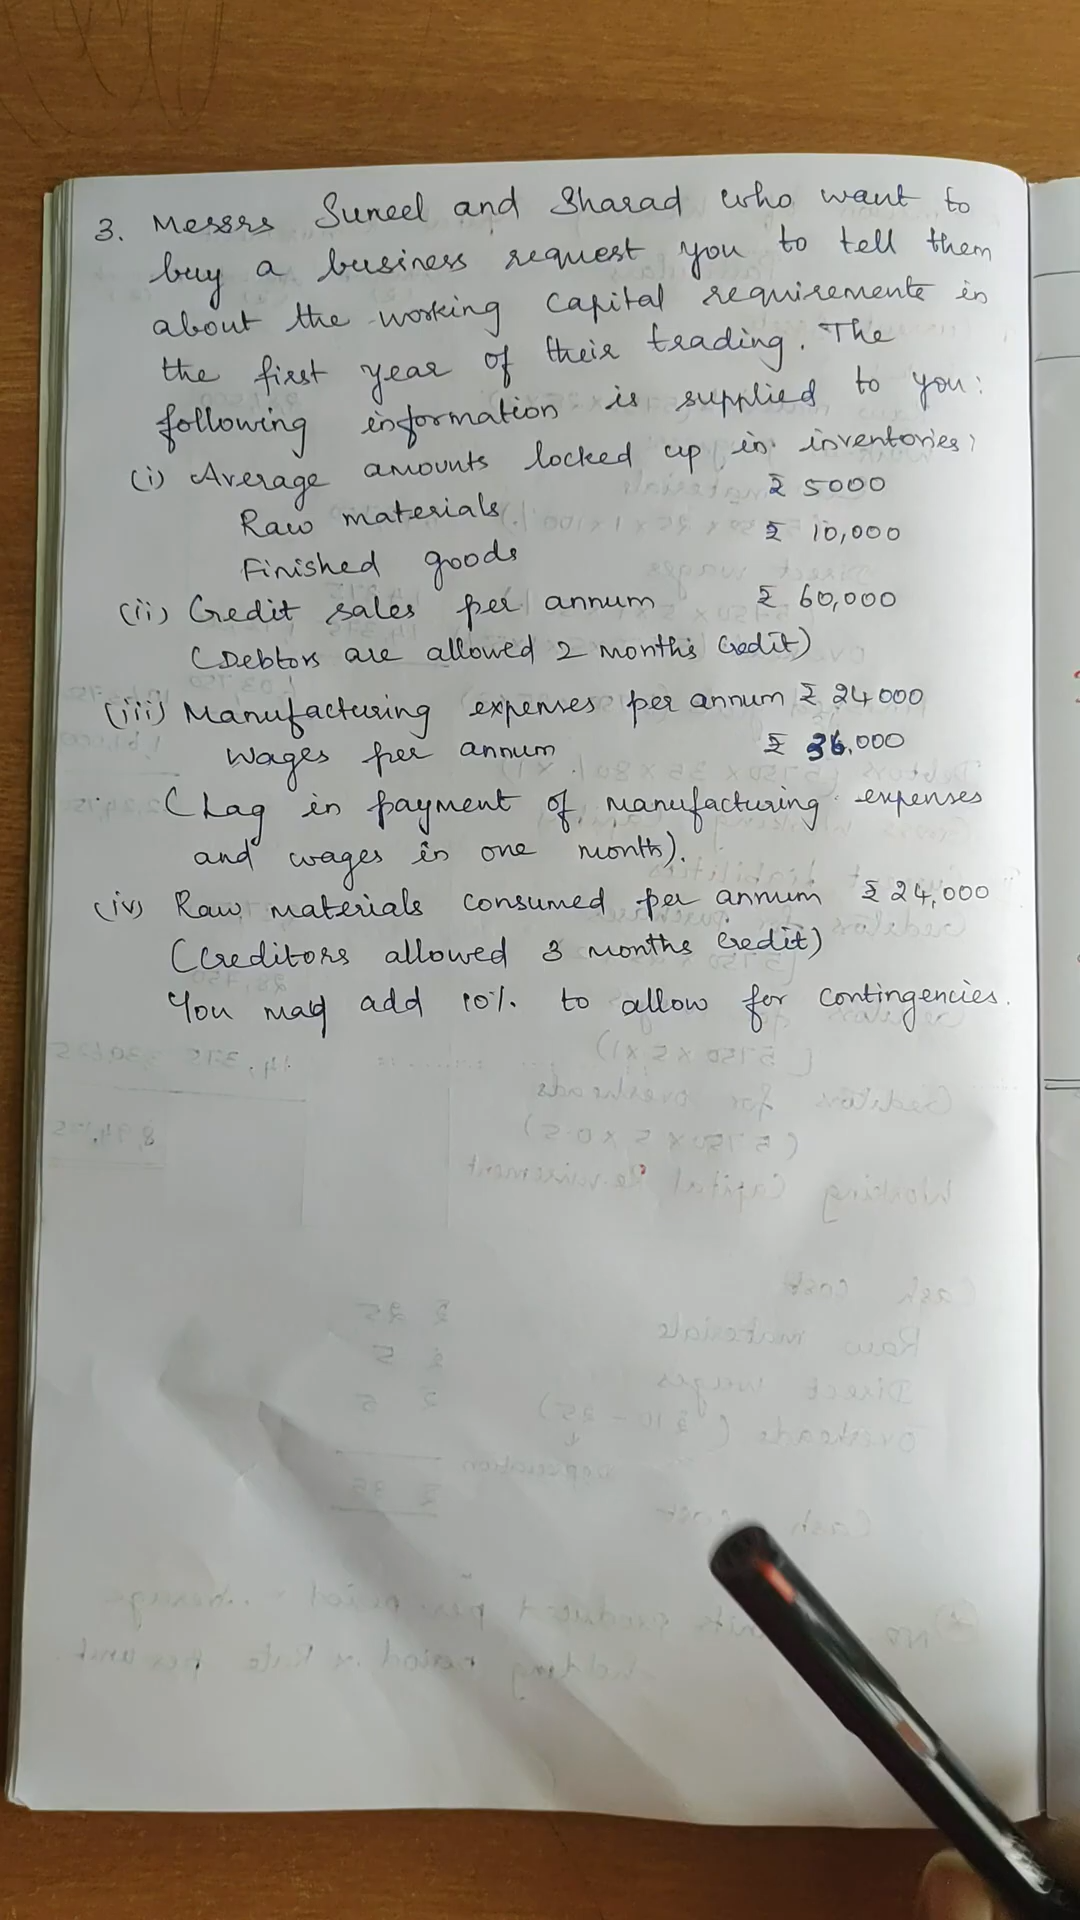 3. Messrs Suneel and Sharad who want to
buy a business request you to tell them
about the working capital requirements in
the first year of their trading. The
following information is supplied to you:
(i) Average amounts locked up in inventories:
Raw materials ₹ 5000
Finished goods ₹ 10,000
(ii) Credit sales per annum ₹ 60,000
(Debtors are allowed 2 months credit)
(iii) Manufacturing expenses per annum ₹ 24000
Wages per annum ₹ 36,000
(Lag in payment of manufacturing expenses
and wages is one month).
(iv) Raw materials consumed per annum ₹ 24,000
(Creditors allowed 3 months credit)
You may add 10% to allow for contingencies.